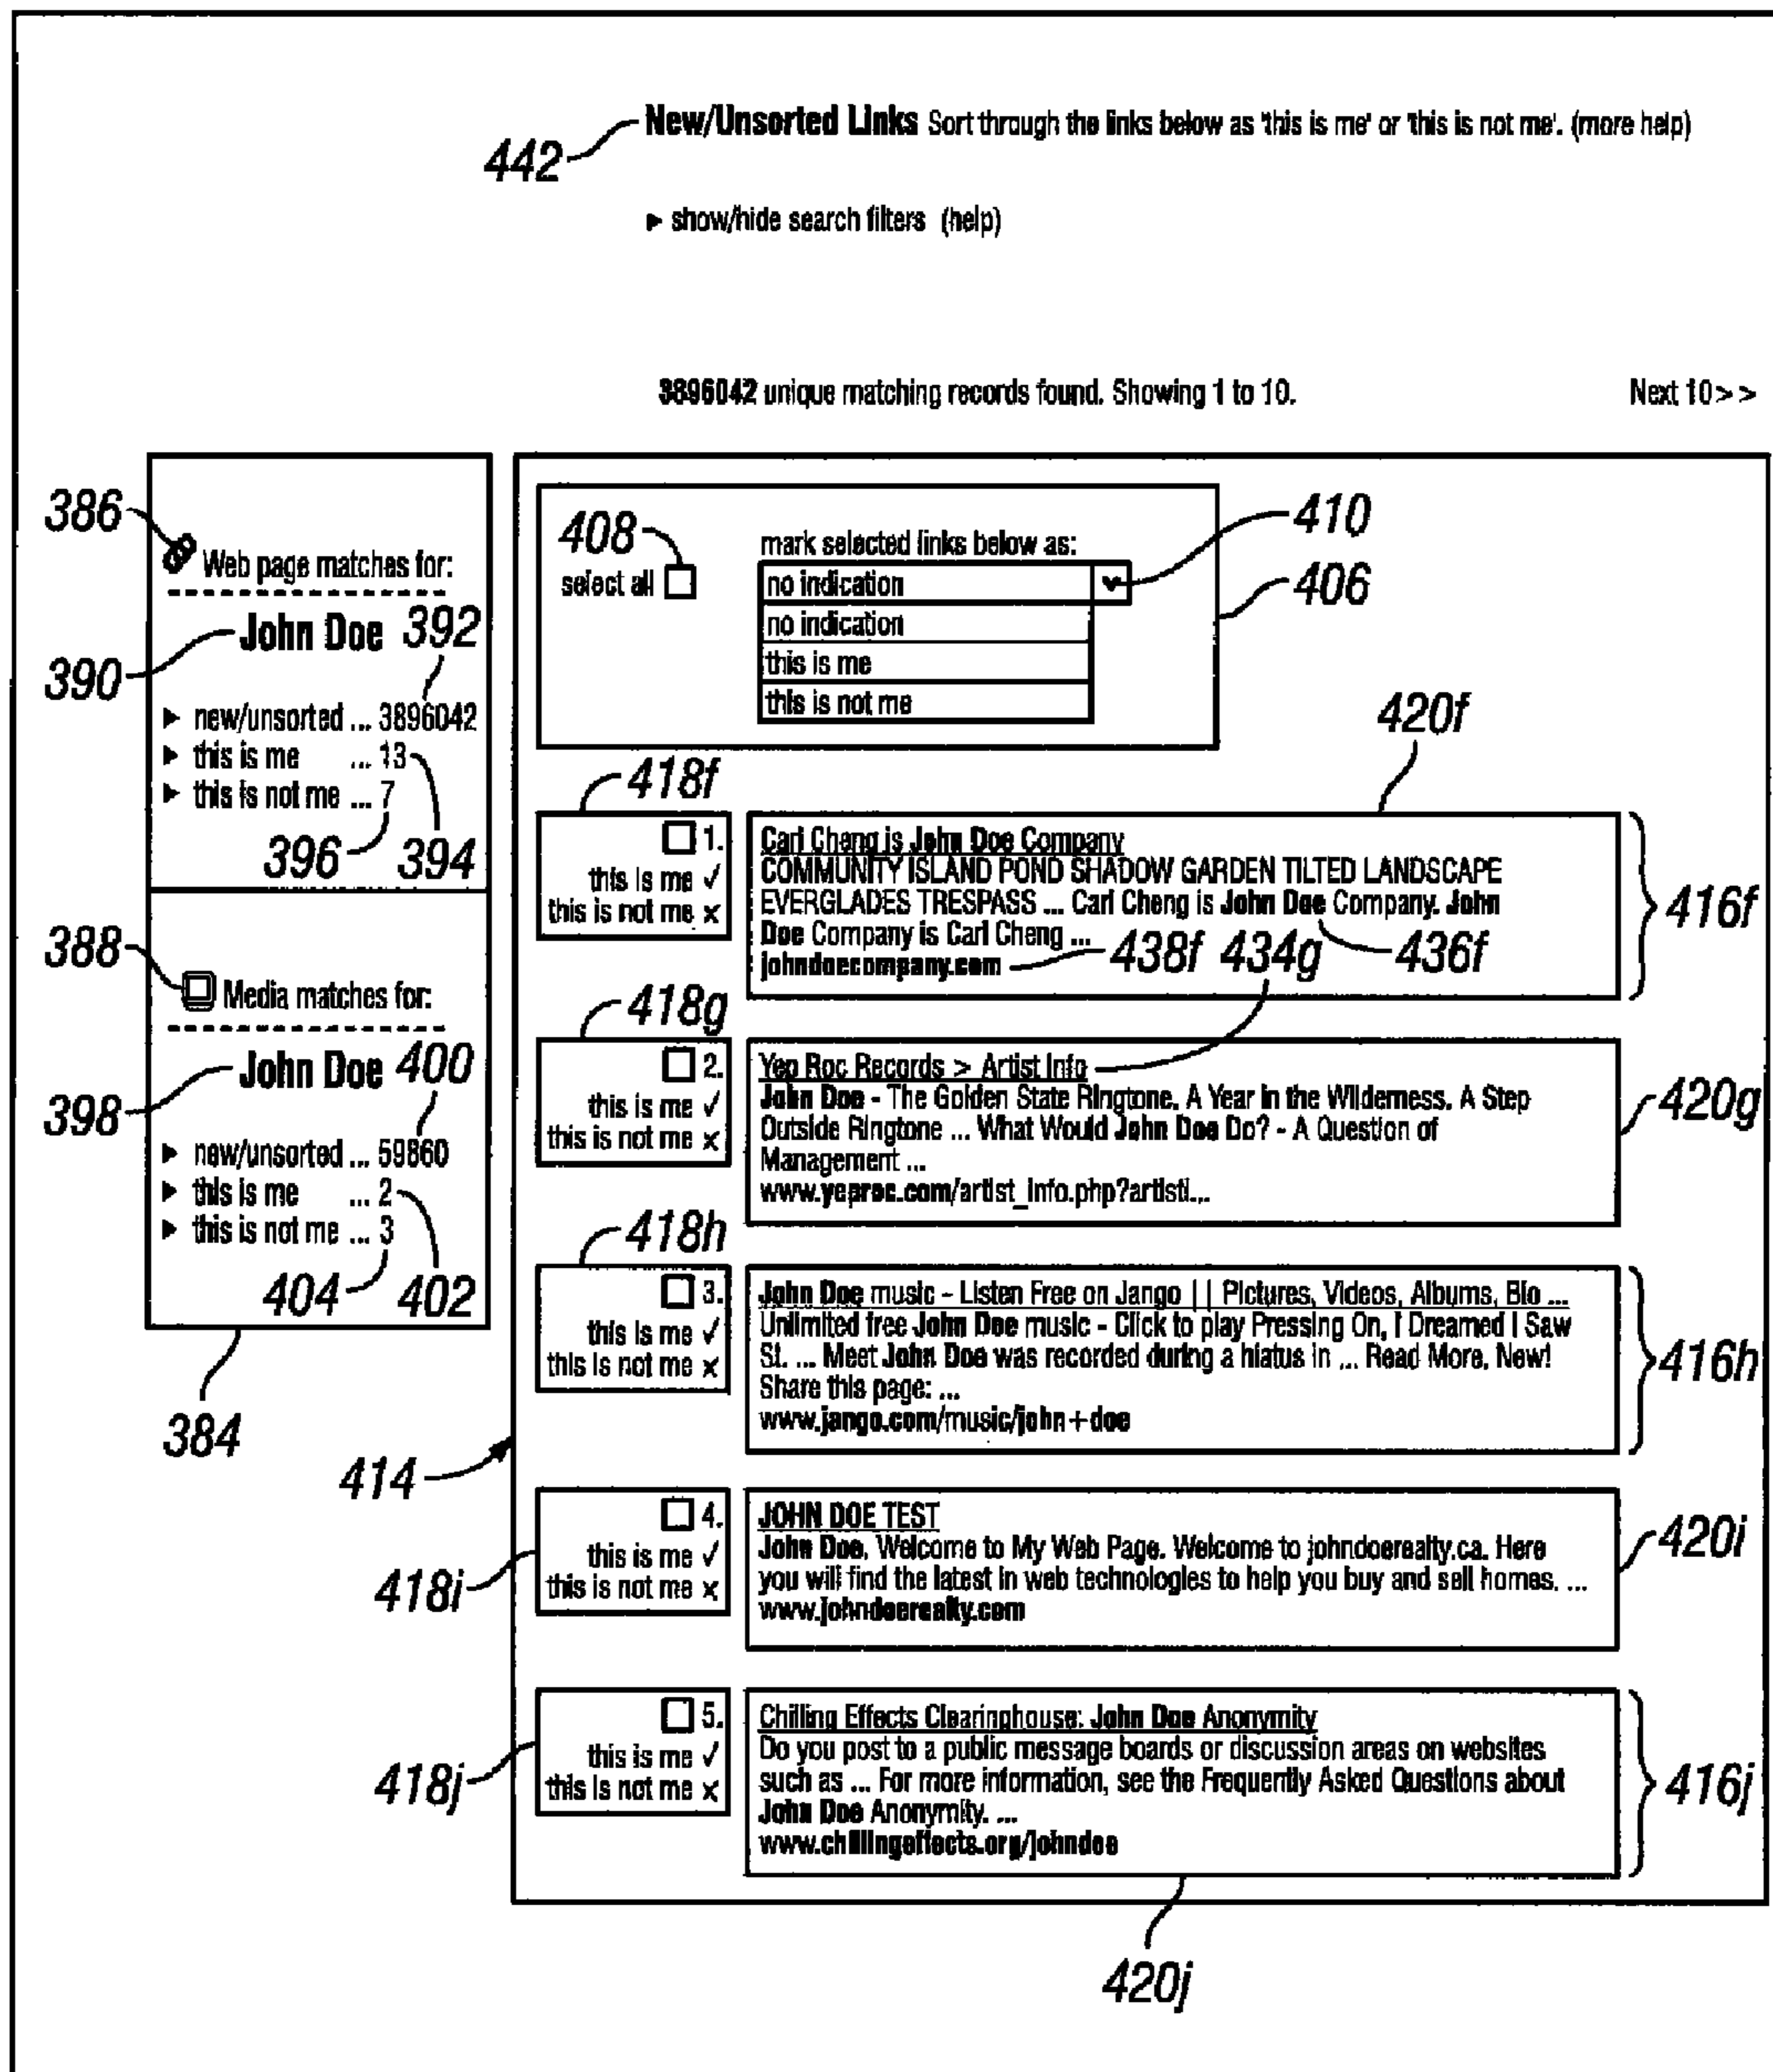 New/Unsorted Links Sort through the links below as 'this is me' or 'this is not me'. (more help)
442
► show/hide search filters (help)
3896042 unique matching records found. Showing 1 to 10.
Next 10>>
386
Web page matches for:
John Doe 392
390
► new/unsorted ... 3896042
► this is me ... 13
► this is not me ... 7
396 394
388
Media matches for:
John Doe 400
398
► new/unsorted ... 59860
► this is me ... 2
► this is not me ... 3
404 402
384
408
select all
mark selected links below as:
no indication
no indication
this is me
this is not me
410
406
420f
418f
1.
this is me ✓
this is not me x
Carl Cheng is John Doe Company
COMMUNITY ISLAND POND SHADOW GARDEN TILTED LANDSCAPE
EVERGLADES TRESPASS ... Carl Cheng is John Doe Company. John
Doe Company is Carl Cheng ...
johndoecompany.com
438f 434g 436f
416f
418g
2.
this is me ✓
this is not me x
Yep Roc Records > Artist Info
John Doe - The Golden State Ringtone. A Year in the Wilderness. A Step
Outside Ringtone ... What Would John Doe Do? - A Question of
Management ...
www.yeproc.com/artist_info.php?artisti...
420g
418h
3.
this is me ✓
this is not me x
John Doe music - Listen Free on Jango || Pictures, Videos, Albums, Bio ...
Unlimited free John Doe music - Click to play Pressing On, I Dreamed I Saw
St. ... Meet John Doe was recorded during a hiatus in ... Read More. New!
Share this page: ...
www.jango.com/music/john+doe
416h
414
4.
this is me ✓
this is not me x
418i
JOHN DOE TEST
John Doe. Welcome to My Web Page. Welcome to johndoerealty.ca. Here
you will find the latest in web technologies to help you buy and sell homes. ...
www.johndoerealty.com
420i
5.
this is me ✓
this is not me x
418j
Chilling Effects Clearinghouse: John Doe Anonymity
Do you post to a public message boards or discussion areas on websites
such as ... For more information, see the Frequently Asked Questions about
John Doe Anonymity. ...
www.chillingeffects.org/johndoe
416j
420j